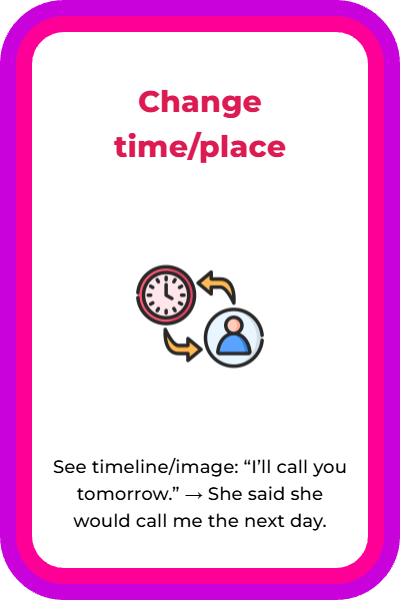 Change
time/place
See timeline/image: “I’ll call you
tomorrow.” → She said she
would call me the next day.